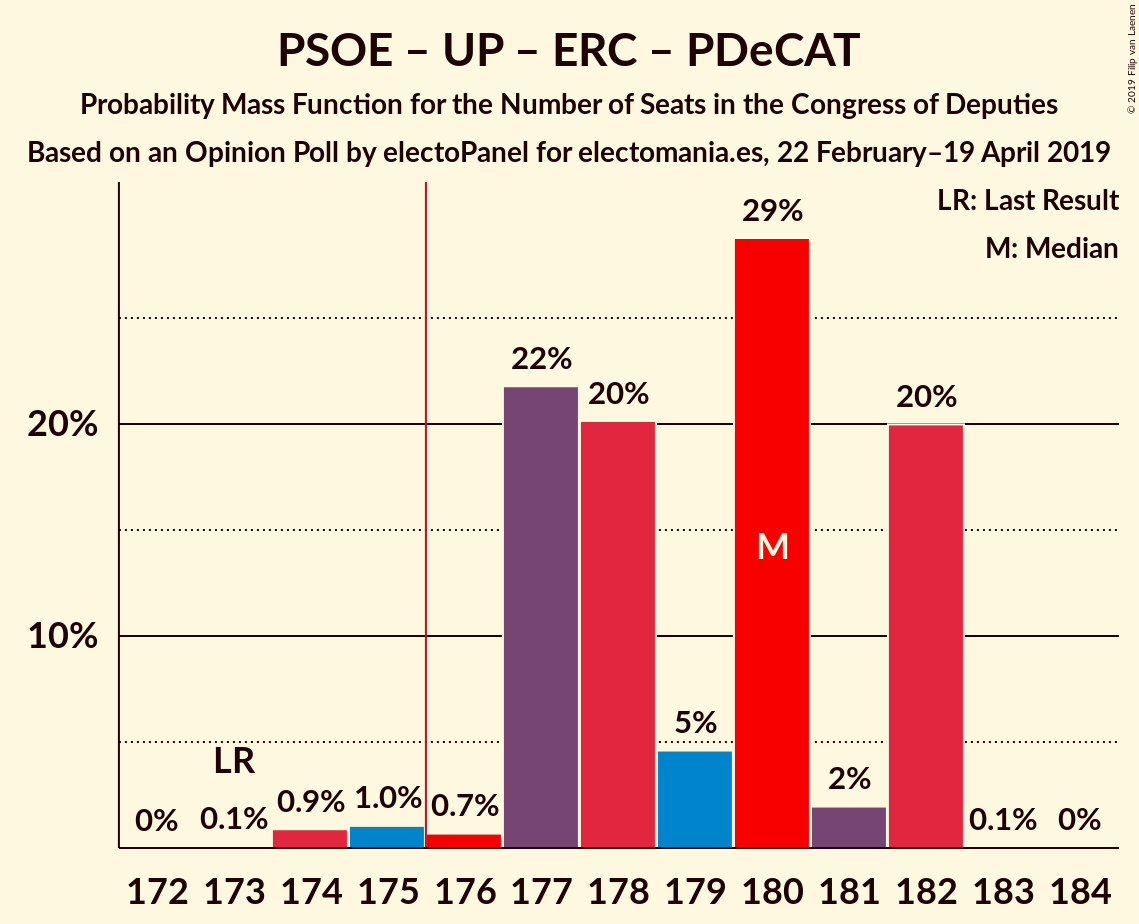 PSOE – UP – ERC – PDeCAT
Probability Mass Function for the Number of Seats in the Congress of Deputies
Based on an Opinion Poll by electoPanel for electomania.es, 22 February–19 April 2019
© 2019 Filip van Laenen
LR: Last Result
M: Median
29%
22%
20%
20%
20%
M
10%
5%
LR
2%
0%
0.1%
0.9%
1.0%
0.7%
0.1%
0%
172 173 174 175 176 177 178 179 180 181 182 183 184